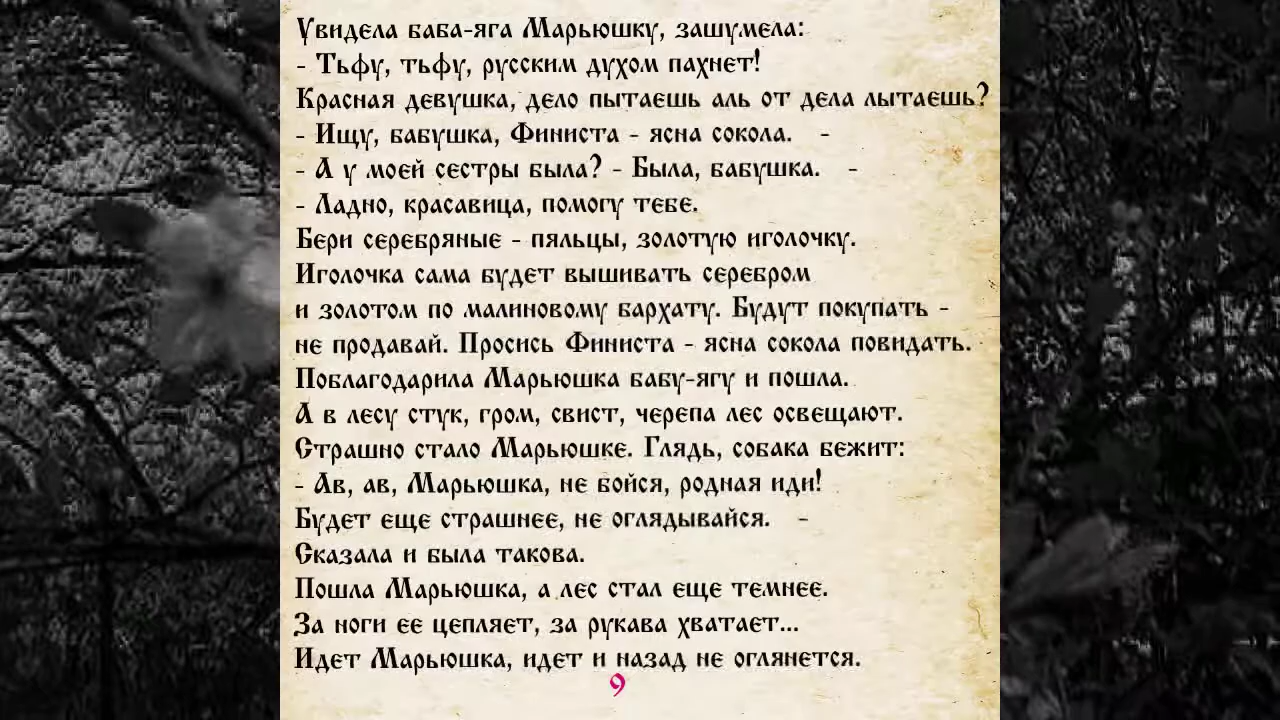 Увидела баба-яга Марьюшку, зашумела:
- Тьфу, тьфу, русским духом пахнет!
Красная девушка, дело пытаешь аль от дела лытаешь?
- Ищу, бабушка, Финиста - ясна сокола. -
- А у моей сестры была? - Была, бабушка. -
- Ладно, красавица, помогу тебе.
Бери серебряные - пяльцы, золотую иголочку.
Иголочка сама будет вышивать серебром
и золотом по малиновому бархату. Будут покупать -
не продавай. Просись Финиста - ясна сокола повидать.
Поблагодарила Марьюшка бабу-ягу и пошла.
А в лесу стук, гром, свист, черепа лес освещают.
Страшно стало Марьюшке. Глядь, собака бежит:
- Ав, ав, Марьюшка, не бойся, родная иди!
Будет еще страшнее, не оглядывайся. -
Сказала и была такова.
Пошла Марьюшка, а лес стал еще темнее.
За ноги ее цепляет, за рукава хватает...
Идет Марьюшка, идет и назад не оглянется.
9